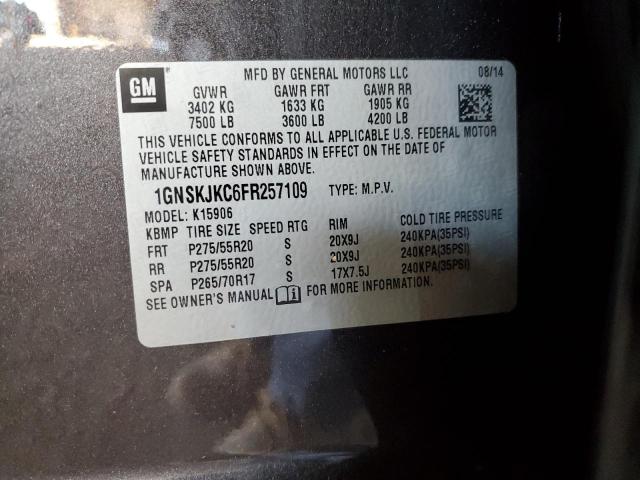 GM
MFD BY GENERAL MOTORS LLC 08/14
GVWR GAWR FRT GAWR RR
3402 KG 1633 KG 1905 KG
7500 LB 3600 LB 4200 LB
THIS VEHICLE CONFORMS TO ALL APPLICABLE U.S. FEDERAL MOTOR
VEHICLE SAFETY STANDARDS IN EFFECT ON THE DATE OF
MANUFACTURE SHOWN ABOVE.
1GNSKJKC6FR257109 TYPE: M.P.V.
MODEL: K15906
KBMP TIRE SIZE SPEED RTG RIM COLD TIRE PRESSURE
FRT P275/55R20 S 20X9J 240KPA(35PSI)
RR P275/55R20 S 20X9J 240KPA(35PSI)
SPA P265/70R17 S 17X7.5J 240KPA(35PSI)
SEE OWNER'S MANUAL FOR MORE INFORMATION.